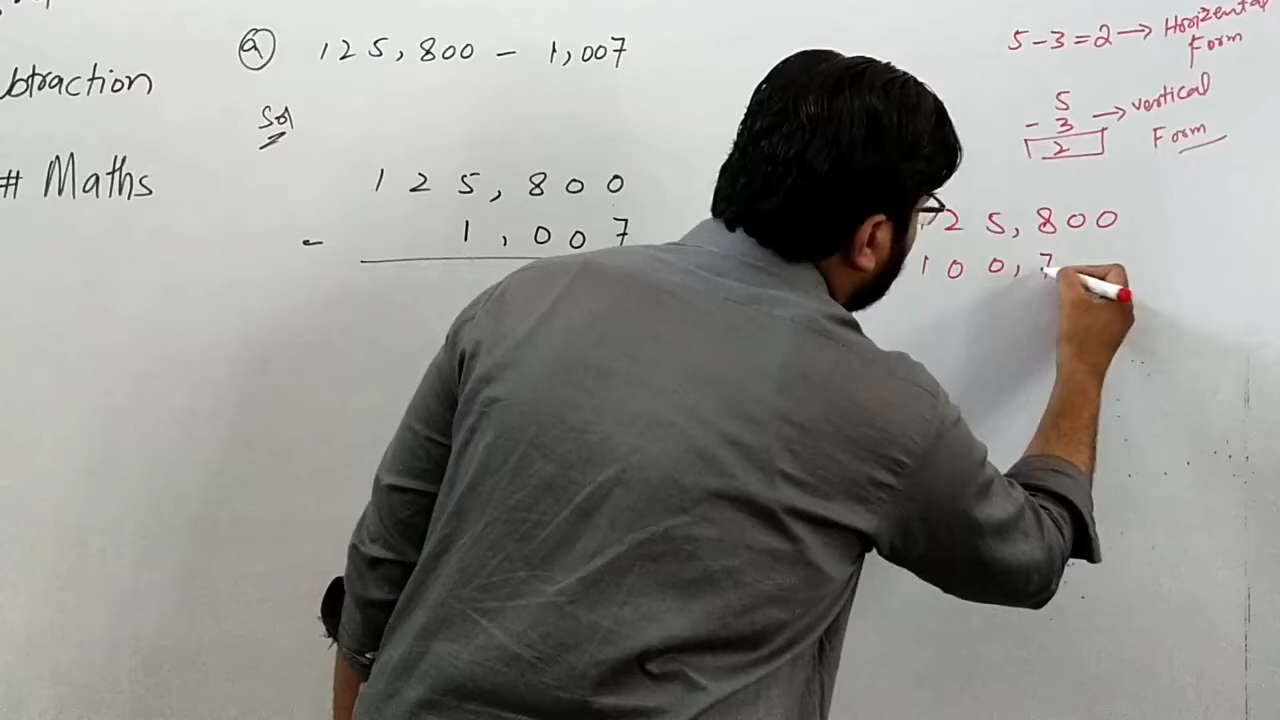 btraction
# Maths
ⓐ 125,800 - 1,007
Sol
125,800
- 1,007
5-3=2 → Horizental
Form
5
- 3 → vertical
2 Form
25,800
100,7